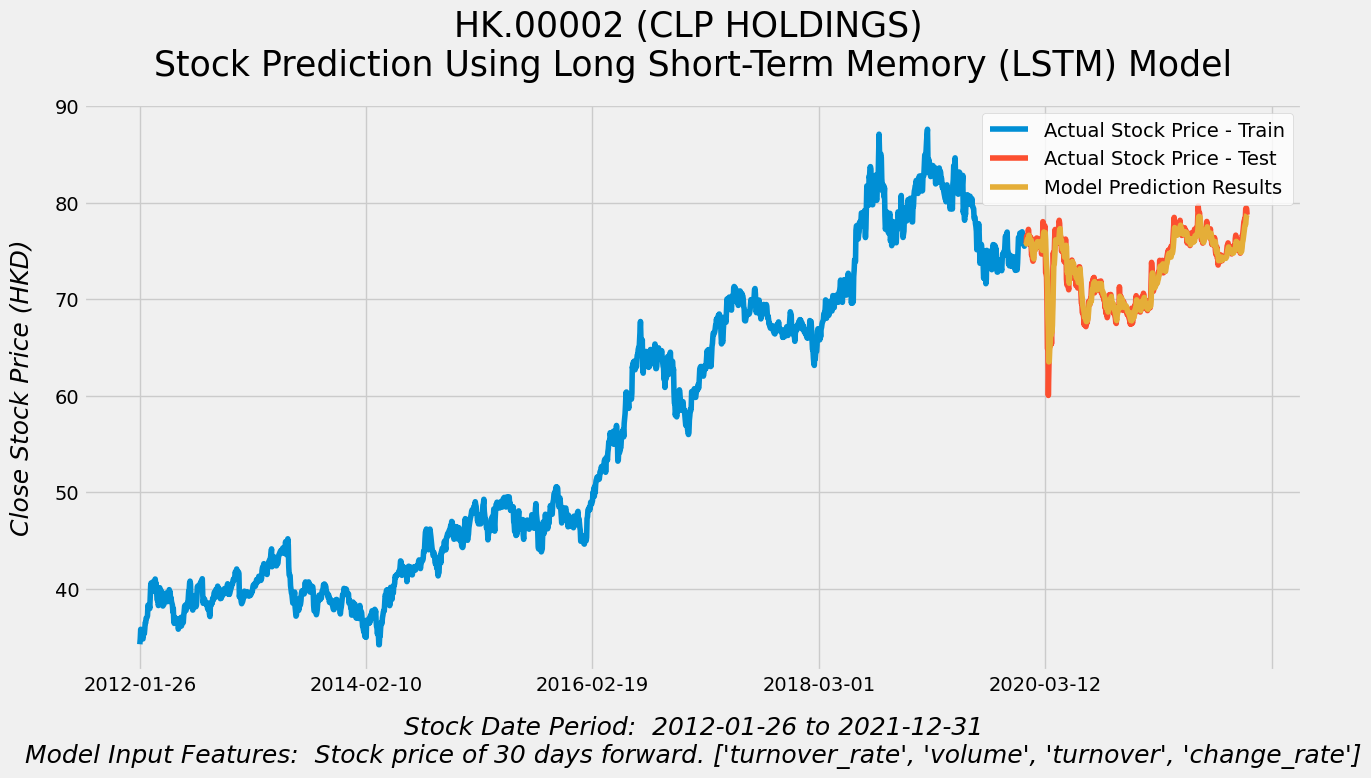 HK.00002 (CLP HOLDINGS)
Stock Prediction Using Long Short-Term Memory (LSTM) Model
Actual Stock Price - Train
Actual Stock Price - Test
Model Prediction Results
Close Stock Price (HKD)
90
80
70
60
50
40
2012-01-26
2014-02-10
2016-02-19
2018-03-01
2020-03-12
Stock Date Period:  2012-01-26 to 2021-12-31
Model Input Features:  Stock price of 30 days forward. ['turnover_rate', 'volume', 'turnover', 'change_rate']